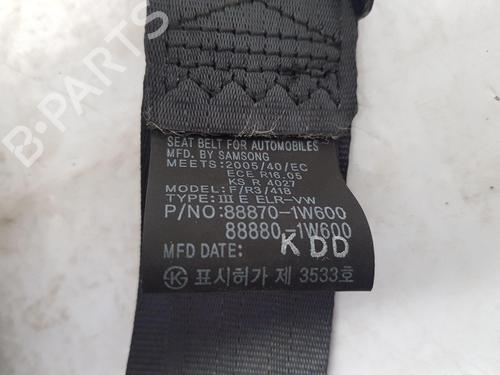 SEAT BELT FOR AUTOMOBILES
MFD. BY SAMSONG
MEETS: 2005/40/EC
ECE R16.05
KS R 4027
MODEL: F/R3/418
TYPE: III E ELR-VW
P/NO: 88870-1W600
88880-1W600
MFD DATE: KDD
표시허가 제 3533호
B-PARTS